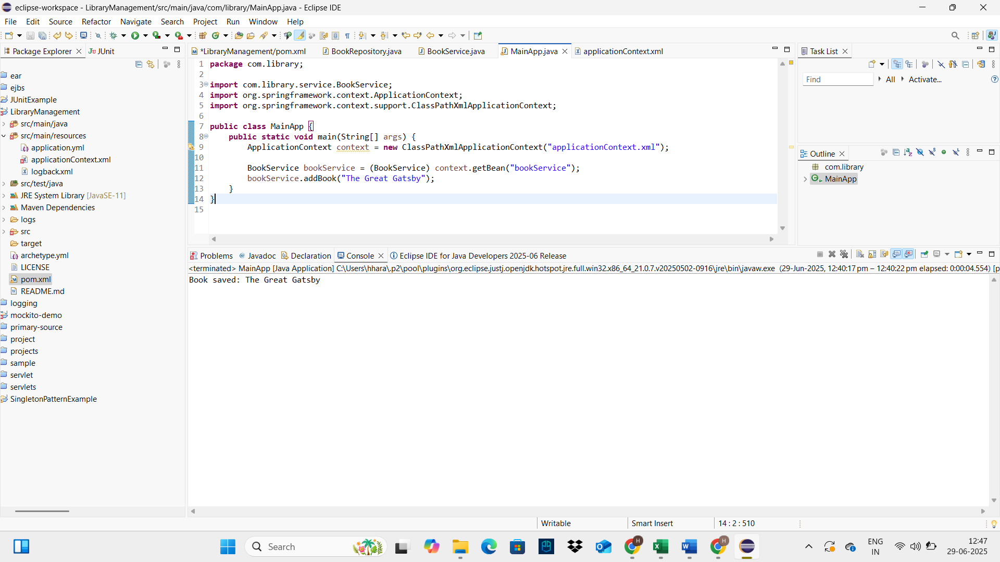 eclipse-workspace - LibraryManagement/src/main/java/com/library/MainApp.java - Eclipse IDE
File Edit Source Refactor Navigate Search Project Run Window Help
Package Explorer
JUnit
ear
ejbs
JUnitExample
LibraryManagement
src/main/java
src/main/resources
application.yml
applicationContext.xml
logback.xml
src/test/java
JRE System Library [JavaSE-11]
Maven Dependencies
logs
src
target
archetype.yml
LICENSE
pom.xml
README.md
logging
mockito-demo
primary-source
project
projects
sample
servlet
servlets
SingletonPatternExample
*LibraryManagement/pom.xml
BookRepository.java
BookService.java
MainApp.java
applicationContext.xml
1 package com.library;
2
3 import com.library.service.BookService;
4 import org.springframework.context.ApplicationContext;
5 import org.springframework.context.support.ClassPathXmlApplicationContext;
6
7 public class MainApp {
8 public static void main(String[] args) {
9 ApplicationContext context = new ClassPathXmlApplicationContext("applicationContext.xml");
10
11 BookService bookService = (BookService) context.getBean("bookService");
12 bookService.addBook("The Great Gatsby");
13 }
14 }
15
Task List
Find
All
Activate...
Outline
com.library
MainApp
Problems
@ Javadoc
Declaration
Console
Eclipse IDE for Java Developers 2025-06 Release
<terminated> MainApp [Java Application] C:\Users\hhara\.p2\pool\plugins\org.eclipse.justj.openjdk.hotspot.jre.full.win32.x86_64_21.0.7.v20250502-0916\jre\bin\javaw.exe (29-Jun-2025, 12:40:17 pm – 12:40:22 pm elapsed: 0:00:04.554) [p
Book saved: The Great Gatsby
Writable
Smart Insert
14 : 2 : 510
Search
ENG
IN
12:47
29-06-2025